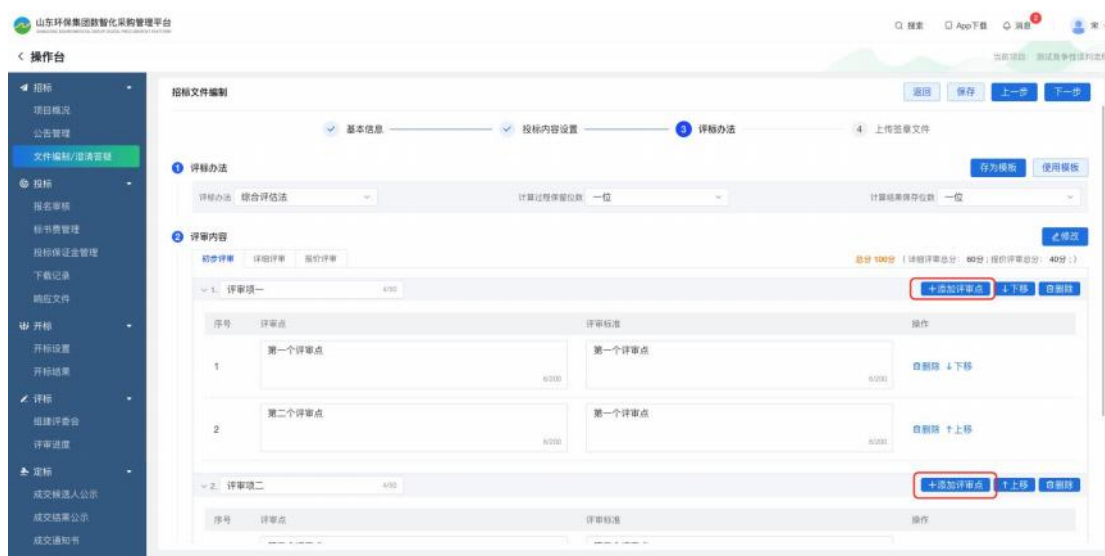 山东环保集团数智化采购管理平台
搜索 App下载 消息 2 宋
< 操作台
招标
项目概况
公告管理
文件编制/澄清答疑
投标
报名审核
标书费管理
投标保证金管理
下载记录
响应文件
开标
开标设置
开标结果
评标
组建评委会
评审进度
定标
成交候选人公示
成交结果公示
成交通知书
招标文件编制
返回 保存 上一步 下一步
基本信息 投标内容设置 3 评标办法 4 上传签章文件
1 评标办法
存为模板 使用模板
评标办法 综合评估法 计算过程保留位数 一位 计算结果保存位数 一位
2 评审内容
修改
初步评审 详细评审 报价评审
总分 100分 ( 详细评审总分: 60分 ; 报价评审总分: 40分 ; )
1. 评审项一 4/50 +添加评审点 ↓下移 删除
序号 评审点 评审标准 操作
1 第一个评审点 6/200 第一个评审点 6/200 删除 ↓下移
2 第二个评审点 6/200 第一个评审点 6/200 删除 ↑上移
2. 评审项二 4/50 +添加评审点 ↑上移 删除
序号 评审点 评审标准 操作